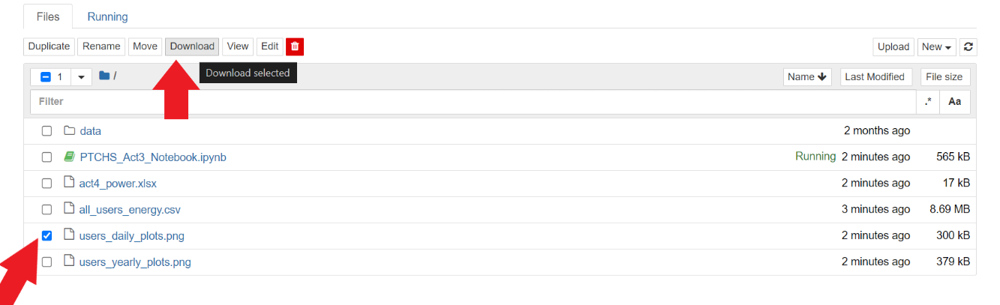 Files Running
Duplicate Rename Move Download View Edit Upload New
Download selected
1 / Name Last Modified File size
Filter .* Aa
data 2 months ago
PTCHS_Act3_Notebook.ipynb Running 2 minutes ago 565 kB
act4_power.xlsx 2 minutes ago 17 kB
all_users_energy.csv 3 minutes ago 8.69 MB
users_daily_plots.png 2 minutes ago 300 kB
users_yearly_plots.png 2 minutes ago 379 kB